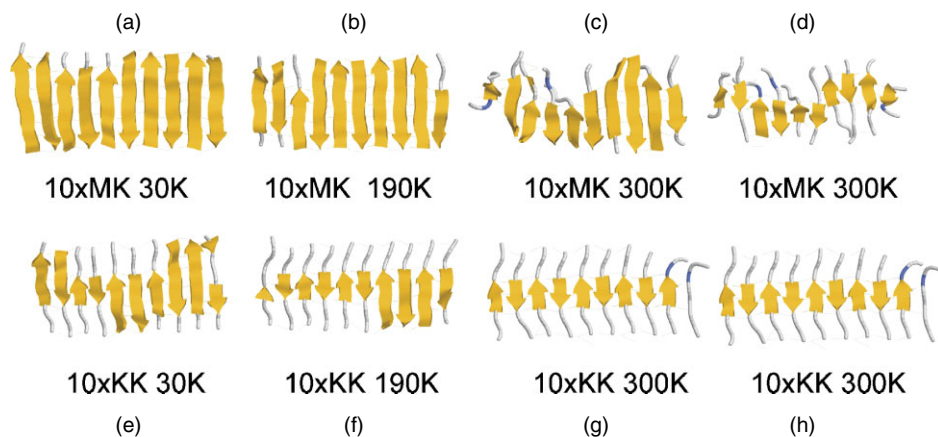 (a) (b) (c) (d)
10xMK 30K 10xMK 190K 10xMK 300K 10xMK 300K
10xKK 30K 10xKK 190K 10xKK 300K 10xKK 300K
(e) (f) (g) (h)